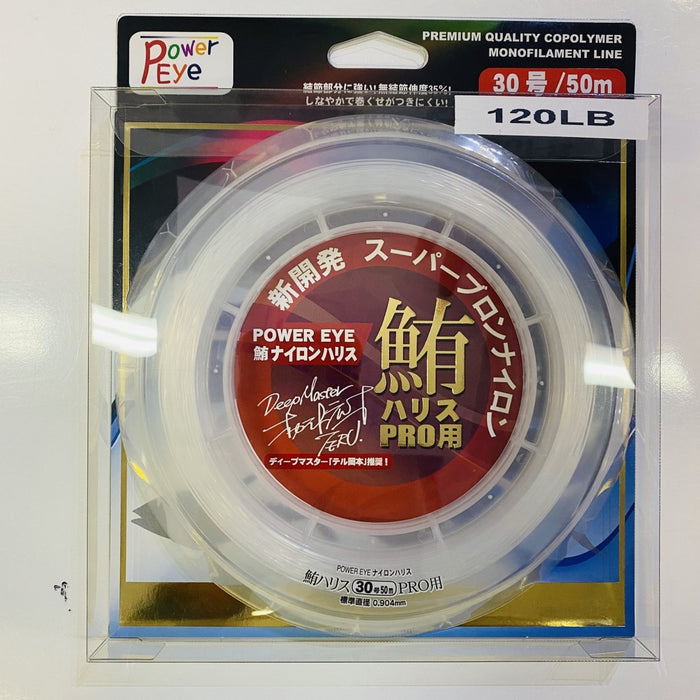 Power Eye
PREMIUM QUALITY COPOLYMER
MONOFILAMENT LINE
30号/50m
結節部分に強い!無結節伸度35%!
しなやかで巻くせがつきにくい!
120LB
新開発 スーパーブロンナイロン
POWER EYE
鮪ナイロンハリス
鮪
ハリス
PRO用
Deep Master
ZERO!
ディープマスター「テル岡本」推奨!
POWER EYE ナイロンハリス
鮪ハリス(30号50m)PRO用
標準直径 0.904mm